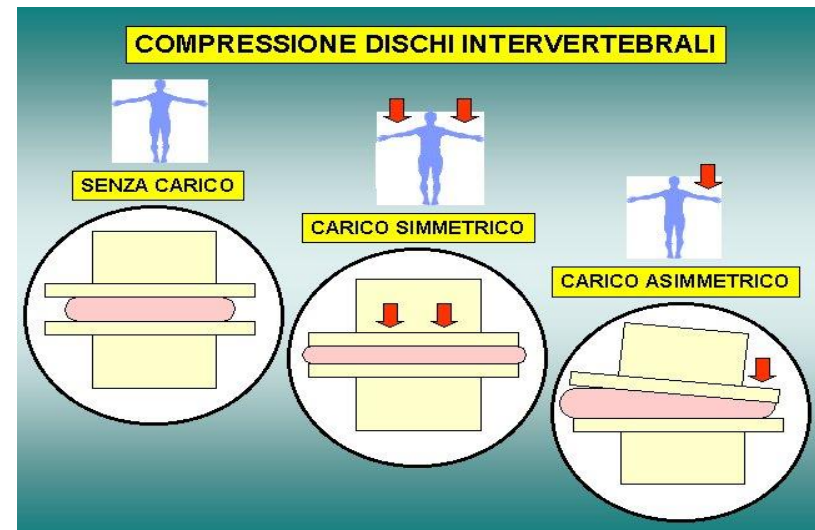 COMPRESSIONE DISCHI INTERVERTEBRALI
SENZA CARICO
CARICO SIMMETRICO
CARICO ASIMMETRICO